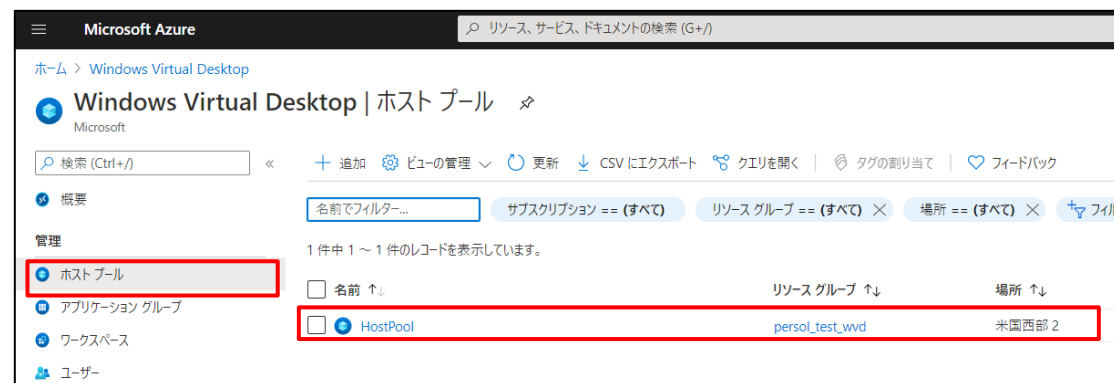 Microsoft Azure
リソース、サービス、ドキュメントの検索 (G+/)
ホーム > Windows Virtual Desktop
Windows Virtual Desktop | ホスト プール
Microsoft
検索 (Ctrl+/)
«
追加 ビューの管理 更新 CSV にエクスポート クエリを開く タグの割り当て フィードバック
概要
名前でフィルター... サブスクリプション == (すべて) リソース グループ == (すべて) 場所 == (すべて)
管理
1 件中 1 ~ 1 件のレコードを表示しています。
ホスト プール
名前 ↑↓ リソース グループ ↑↓ 場所 ↑↓
アプリケーション グループ
HostPool persol_test_wvd 米国西部 2
ワークスペース
ユーザー